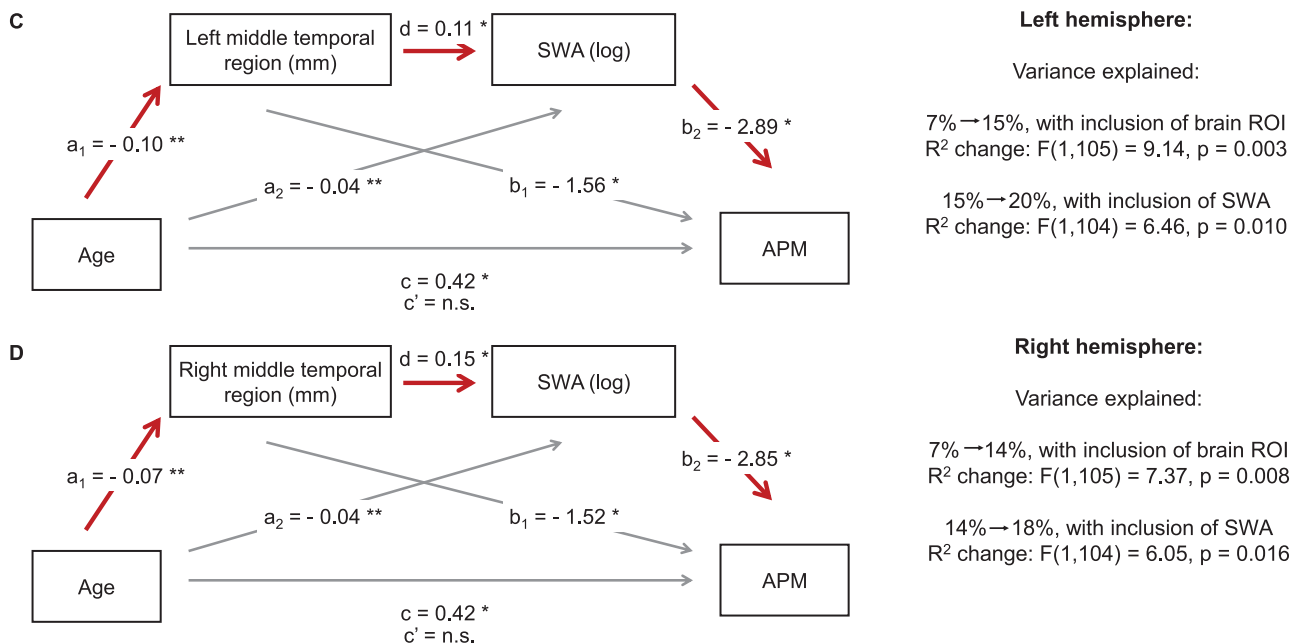 C
Left middle temporal
region (mm)
d = 0.11 *
SWA (log)
a₁ = - 0.10 **
b₂ = - 2.89 *
a₂ = - 0.04 **
b₁ = - 1.56 *
Age
APM
c = 0.42 *
c' = n.s.
Left hemisphere:
Variance explained:
7%→15%, with inclusion of brain ROI
R² change: F(1,105) = 9.14, p = 0.003
15%→20%, with inclusion of SWA
R² change: F(1,104) = 6.46, p = 0.010
D
Right middle temporal
region (mm)
d = 0.15 *
SWA (log)
a₁ = - 0.07 **
b₂ = - 2.85 *
a₂ = - 0.04 **
b₁ = - 1.52 *
Age
APM
c = 0.42 *
c' = n.s.
Right hemisphere:
Variance explained:
7%→14%, with inclusion of brain ROI
R² change: F(1,105) = 7.37, p = 0.008
14%→18%, with inclusion of SWA
R² change: F(1,104) = 6.05, p = 0.016